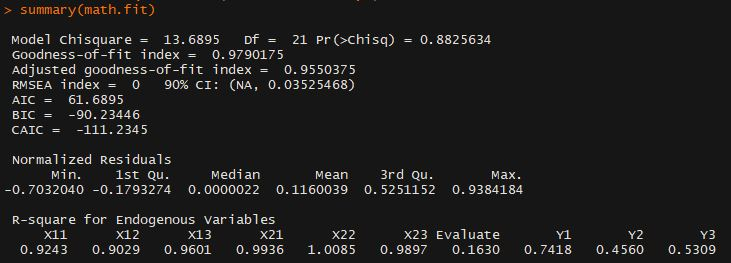 > summary(math.fit)
Model Chisquare = 13.6895 Df = 21 Pr(>Chisq) = 0.8825634
Goodness-of-fit index = 0.9790175
Adjusted goodness-of-fit index = 0.9550375
RMSEA index = 0 90% CI: (NA, 0.03525468)
AIC = 61.6895
BIC = -90.23446
CAIC = -111.2345
Normalized Residuals
Min. 1st Qu. Median Mean 3rd Qu. Max.
-0.7032040 -0.1793274 0.0000022 0.1160039 0.5251152 0.9384184
R-square for Endogenous Variables
X11 X12 X13 X21 X22 X23 Evaluate Y1 Y2 Y3
0.9243 0.9029 0.9601 0.9936 1.0085 0.9897 0.1630 0.7418 0.4560 0.5309